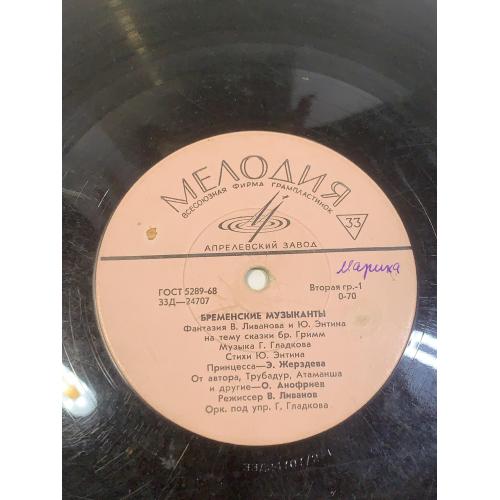 МЕЛОДИЯ
ВСЕСОЮЗНАЯ ФИРМА ГРАМПЛАСТИНОК
33
АПРЕЛЕВСКИЙ ЗАВОД
Марика
ГОСТ 5289-68
33Д—24707
Вторая гр.-1
0-70
БРЕМЕНСКИЕ МУЗЫКАНТЫ
Фантазия В. Ливанова и Ю. Энтина
на тему сказки бр. Гримм
Музыка Г. Гладкова
Стихи Ю. Энтина
Принцесса—Э. Жерздева
От автора, Трубадур, Атаманша
и другие—О. Анофриев
Режиссер В. Ливанов
Орк. под упр. Г. Гладкова